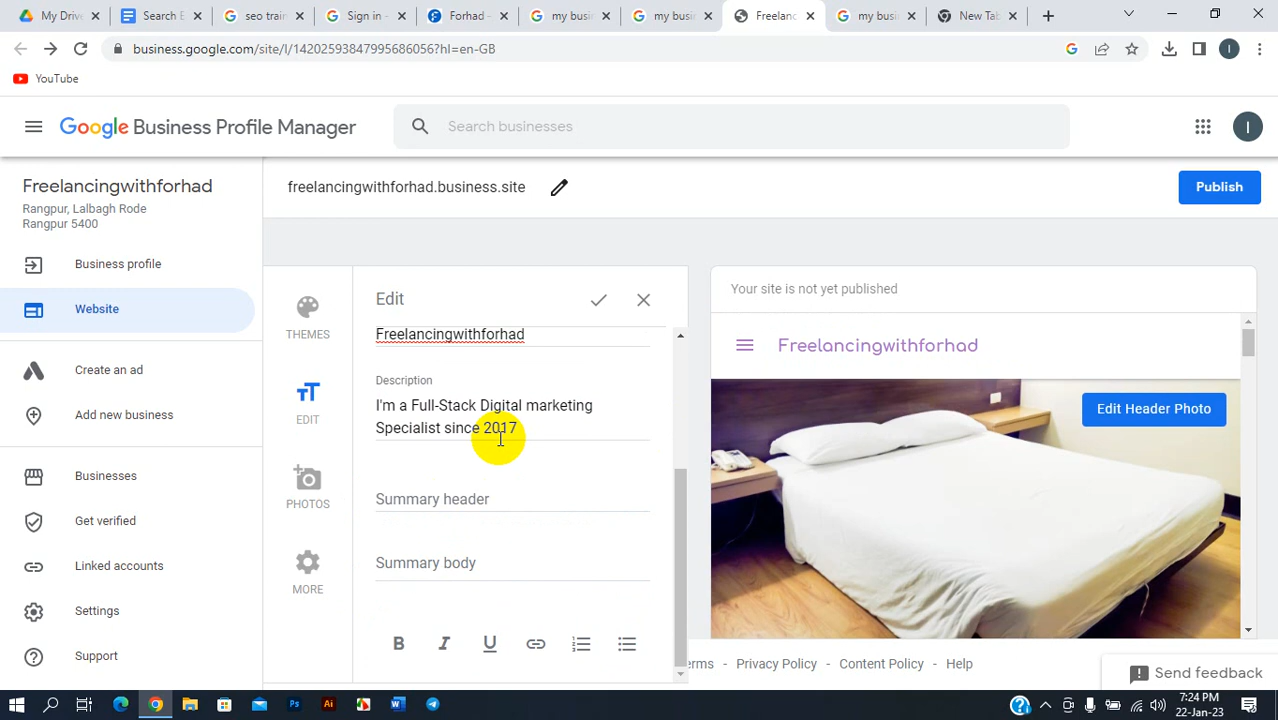 My Drive
Search E
seo train
Sign in -
Forhad -
my busin
my busin
Freelanc
my busin
New Tab
business.google.com/site/l/14202593847995686056?hl=en-GB
I
YouTube
Google Business Profile Manager
Search businesses
I
Freelancingwithforhad
Rangpur, Lalbagh Rode
Rangpur 5400
Business profile
Website
Create an ad
Add new business
Businesses
Get verified
Linked accounts
Settings
Support
freelancingwithforhad.business.site
Publish
THEMES
EDIT
PHOTOS
MORE
Edit
Freelancingwithforhad
Description
I'm a Full-Stack Digital marketing
Specialist since 2017
Summary header
Summary body
B I U
Your site is not yet published
Freelancingwithforhad
Edit Header Photo
erms Privacy Policy Content Policy Help
Send feedback
7:24 PM
22-Jan-23